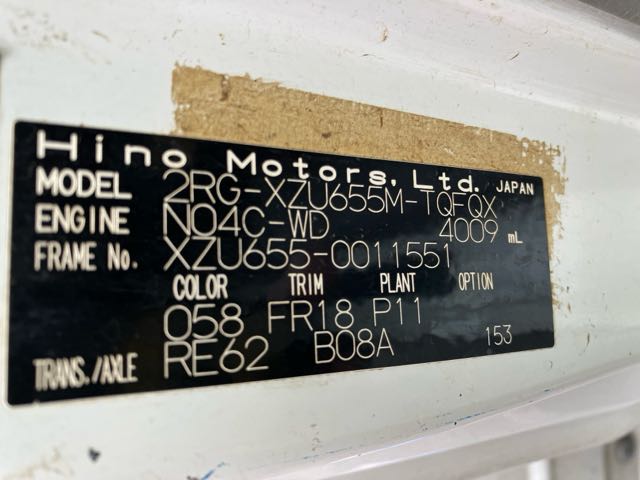 Hino Motors, Ltd. JAPAN
MODEL 2RG-XZU655M-TQFQX
ENGINE N04C-WD 4009 mL
FRAME No. XZU655-0011551
COLOR TRIM PLANT OPTION
058 FR18 P11
TRANS./AXLE RE62 B08A 153